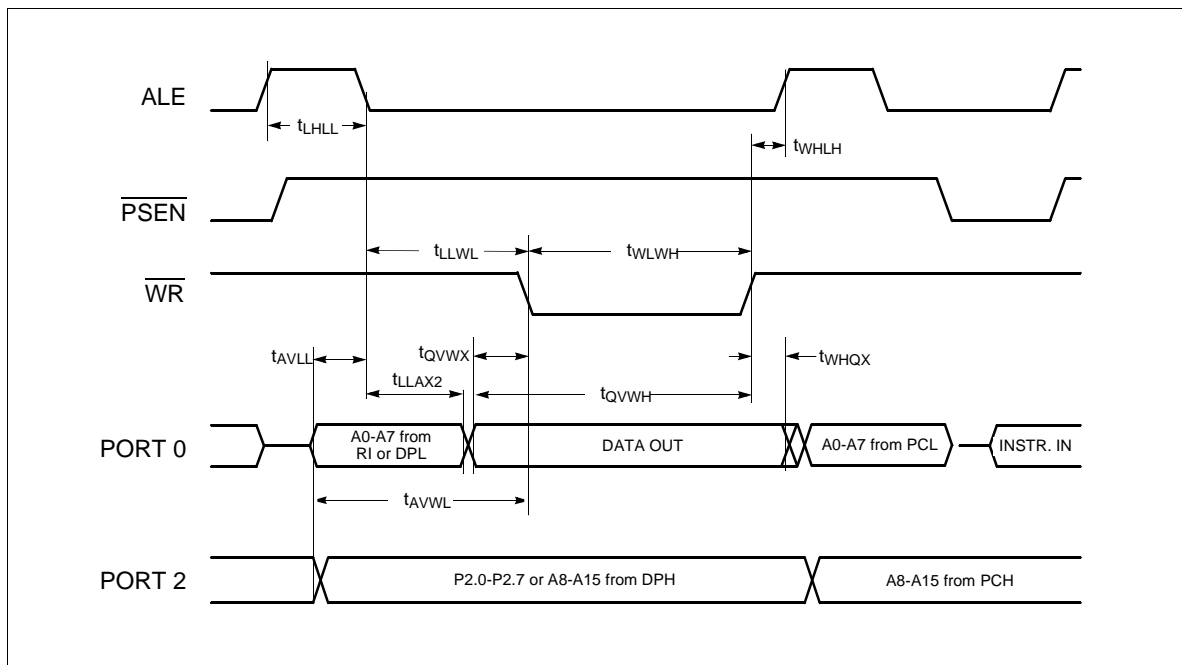 ALE
tLHLL
tWHLH
PSEN
tLLWL
tWLWH
WR
tAVLL
tQVWX
tWHQX
tLLAX2
tQVWH
PORT 0
A0-A7 from
RI or DPL
DATA OUT
A0-A7 from PCL
INSTR. IN
tAVWL
PORT 2
P2.0-P2.7 or A8-A15 from DPH
A8-A15 from PCH